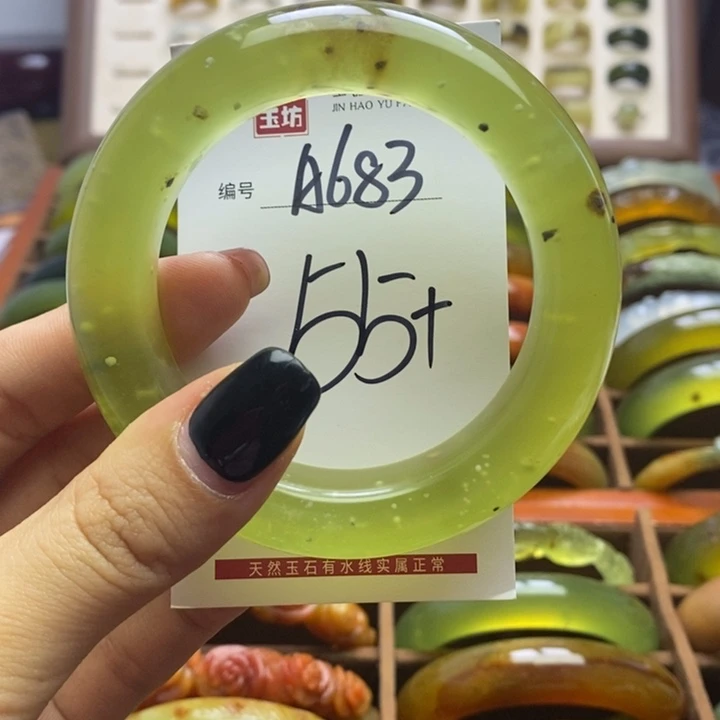 玉坊
JIN HAO YU
编号 A683
55+
天然玉石有水线实属正常